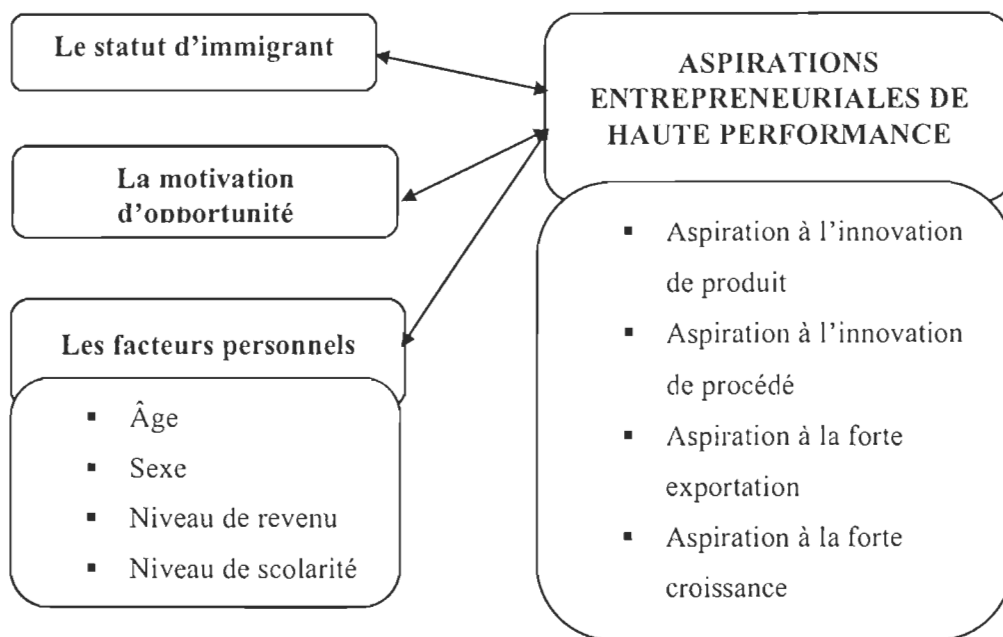 Le statut d'immigrant
La motivation
d'opportunité
Les facteurs personnels
▪ Âge
▪ Sexe
▪ Niveau de revenu
▪ Niveau de scolarité
ASPIRATIONS
ENTREPRENEURIALES DE
HAUTE PERFORMANCE
▪ Aspiration à l'innovation
de produit
▪ Aspiration à l'innovation
de procédé
▪ Aspiration à la forte
exportation
▪ Aspiration à la forte
croissance